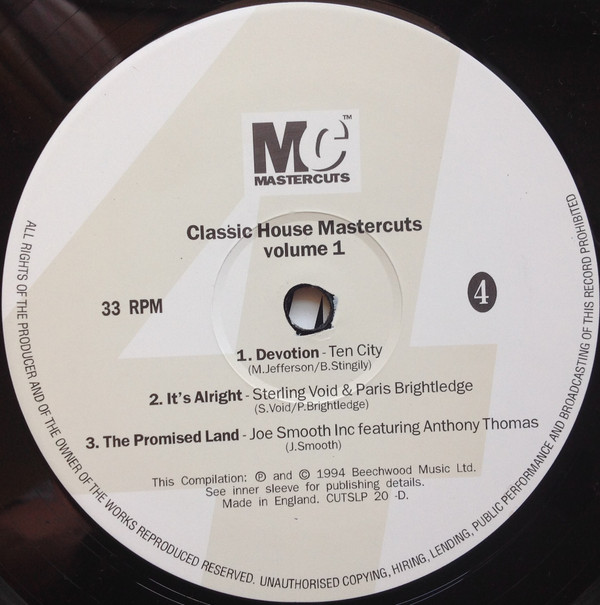 Mc™
MASTERCUTS
Classic House Mastercuts
volume 1
33 RPM
4
1. Devotion - Ten City
(M.Jefferson/B.Stingily)
2. It's Alright - Sterling Void & Paris Brightledge
(S.Void/P.Brightledge)
3. The Promised Land - Joe Smooth Inc featuring Anthony Thomas
(J.Smooth)
This Compilation: ℗ and © 1994 Beechwood Music Ltd.
See inner sleeve for publishing details.
Made in England. CUTSLP 20 -D.
ALL RIGHTS OF THE PRODUCER AND OF THE OWNER OF THE WORKS REPRODUCED RESERVED. UNAUTHORISED COPYING, HIRING, LENDING, PUBLIC PERFORMANCE AND BROADCASTING OF THIS RECORD PROHIBITED